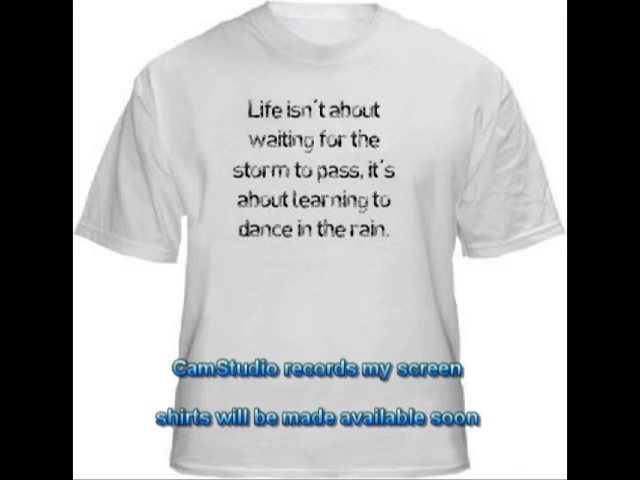 Life isn't about
waiting for the
storm to pass, it's
about learning to
dance in the rain.
CamStudio records my screen
shirts will be made available soon